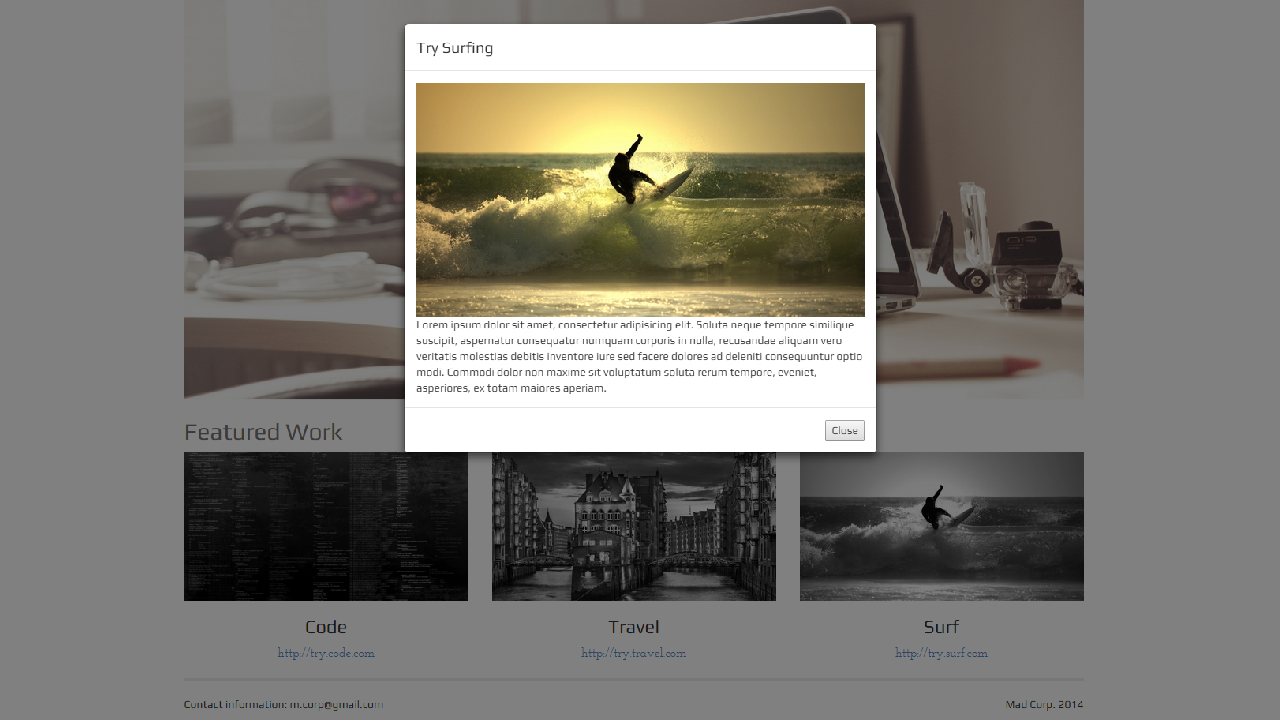 Try Surfing
Lorem ipsum dolor sit amet, consectetur adipisicing elit. Soluta neque tempore similique
suscipit, aspernatur consequatur numquam corporis in nulla, recusandae aliquam vero
veritatis molestias debitis inventore iure sed facere dolores ad deleniti consequuntur optio
modi. Commodi dolor non maxime sit voluptatum soluta rerum tempore, eveniet,
asperiores, ex totam maiores aperiam.
Close
Featured Work
Code
Travel
Surf
http://try.code.com
http://try.travel.com
http://try.surf.com
Contact information: m.corp@gmail.com
Mad Corp. 2014